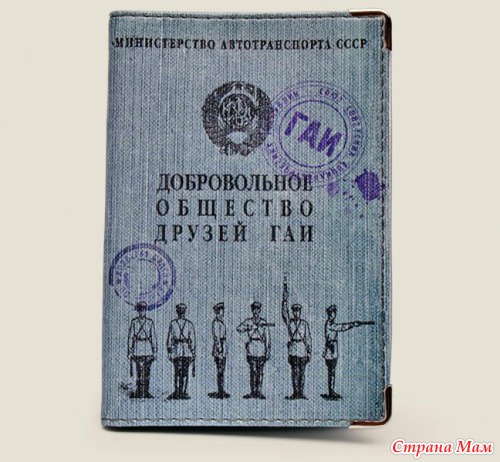 МИНИСТЕРСТВО АВТОТРАНСПОРТА СССР
ГАИ
ДОБРОВОЛЬНОЕ
ОБЩЕСТВО
ДРУЗЕЙ ГАИ
Страна Мам